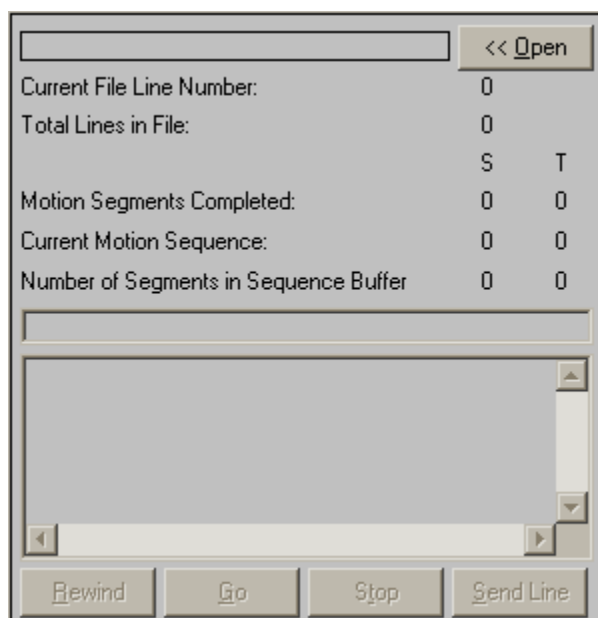 << Open
Current File Line Number: 0
Total Lines in File: 0
S T
Motion Segments Completed: 0 0
Current Motion Sequence: 0 0
Number of Segments in Sequence Buffer 0 0
Rewind Go Stop Send Line